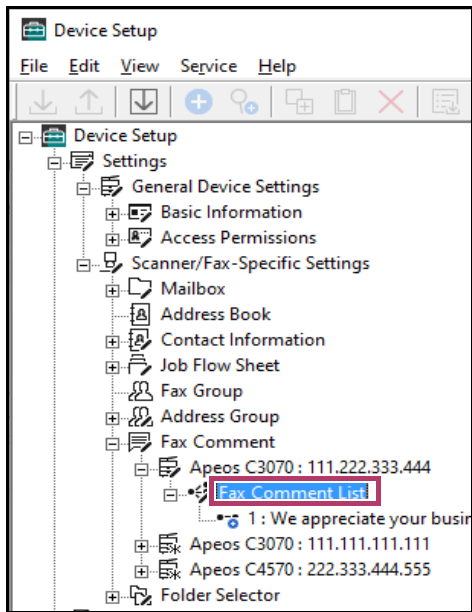 Device Setup
File Edit View Service Help
Device Setup
Settings
General Device Settings
Basic Information
Access Permissions
Scanner/Fax-Specific Settings
Mailbox
Address Book
Contact Information
Job Flow Sheet
Fax Group
Address Group
Fax Comment
Apeos C3070 : 111.222.333.444
Fax Comment List
1 : We appreciate your busin
Apeos C3070 : 111.111.111.111
Apeos C4570 : 222.333.444.555
Folder Selector